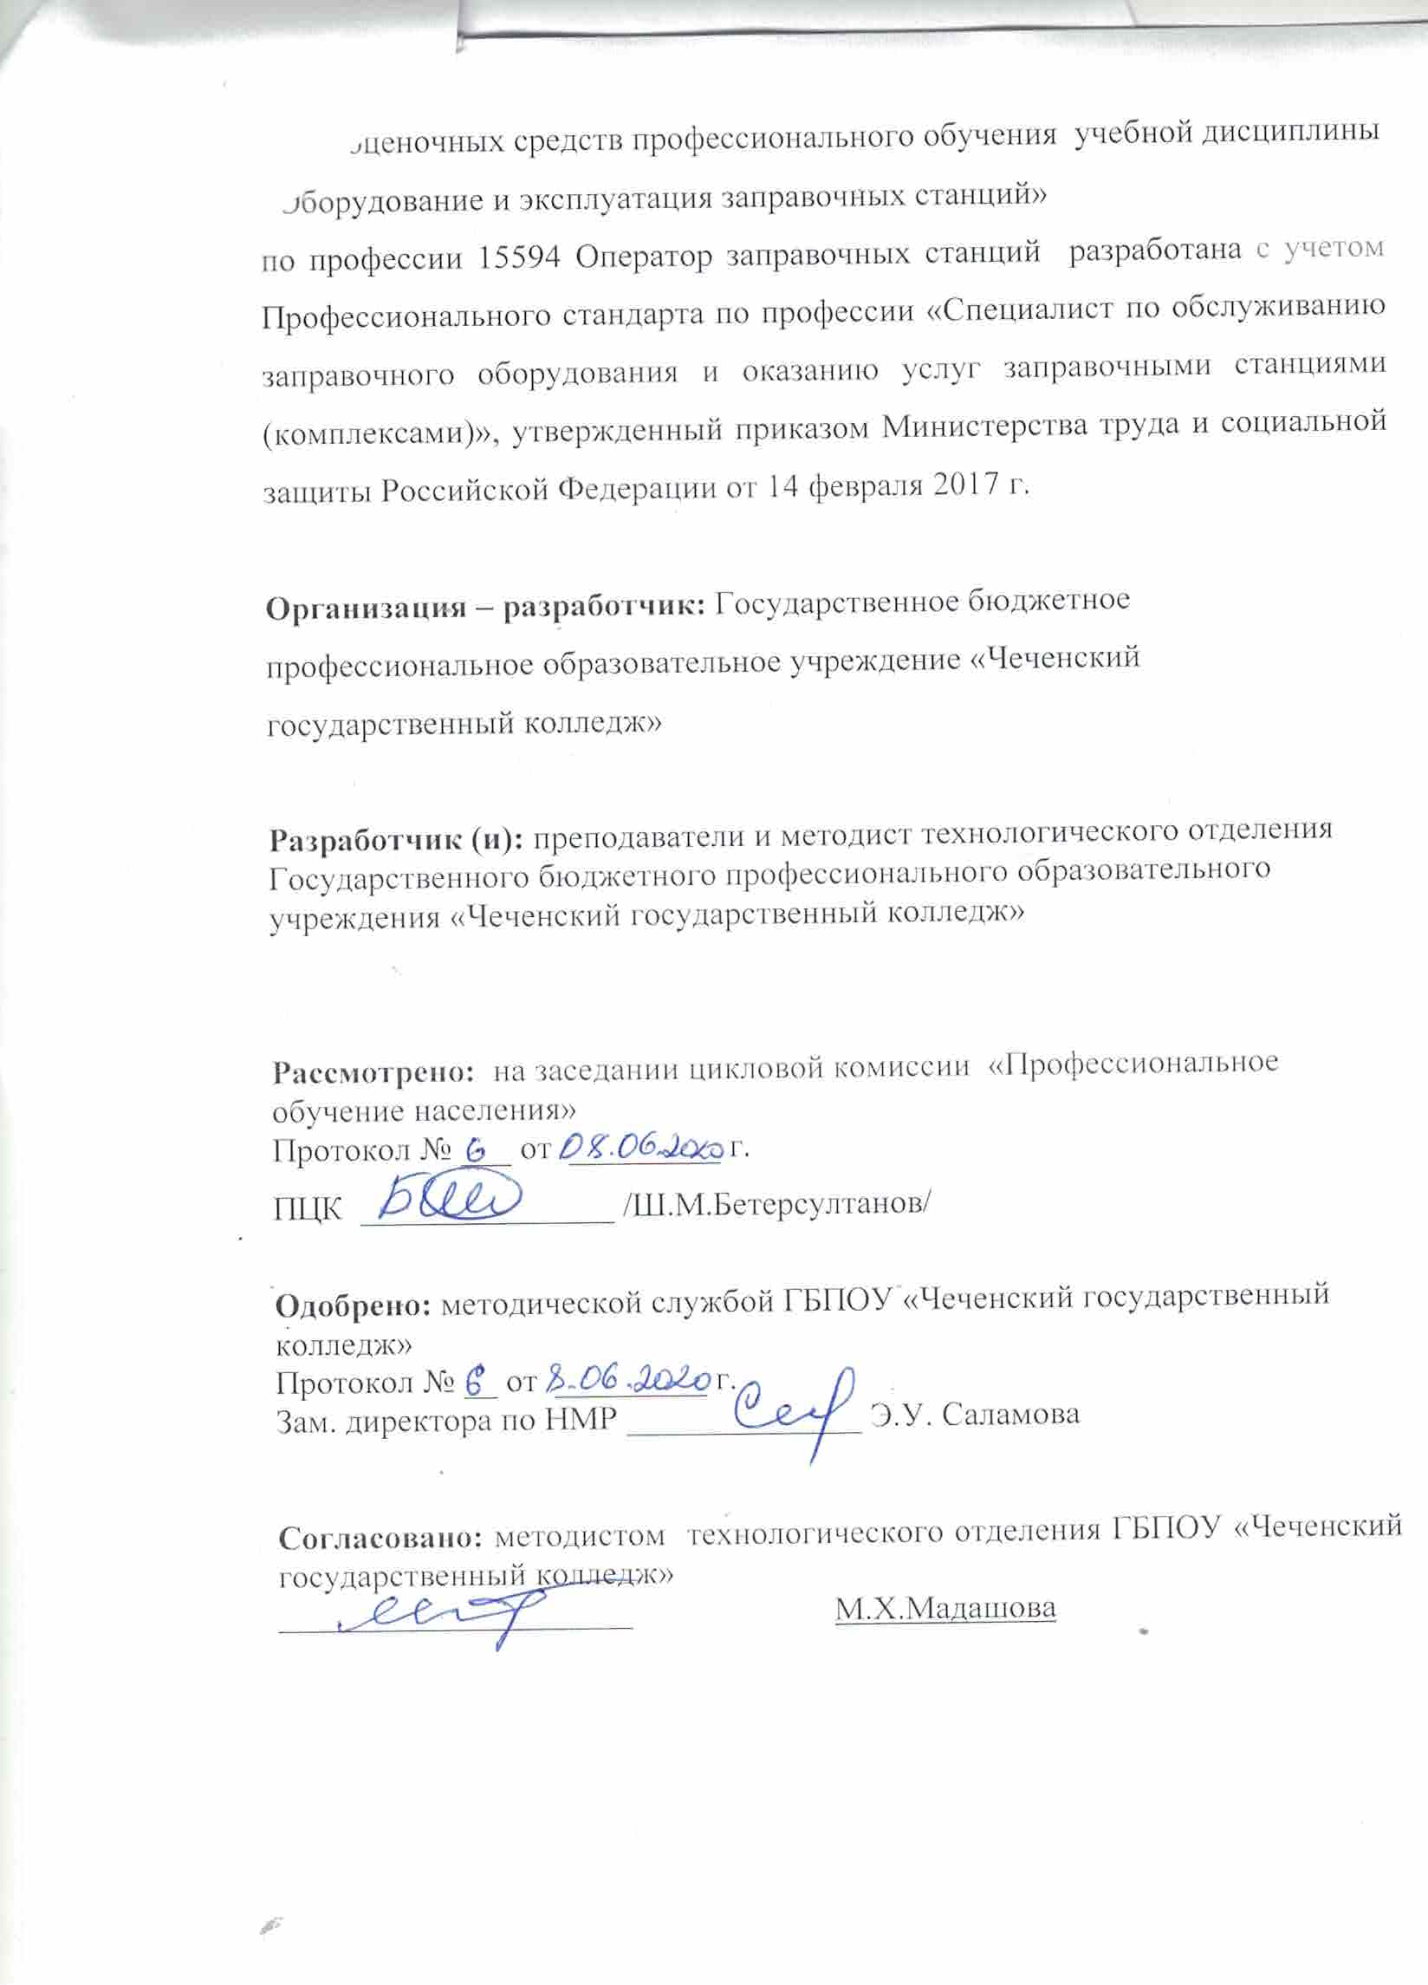 оценочных средств профессионального обучения учебной дисциплины
оборудование и эксплуатация заправочных станций»
по профессии 15594 Оператор заправочных станций разработана с учетом
Профессионального стандарта по профессии «Специалист по обслуживанию
заправочного оборудования и оказанию услуг заправочными станциями
(комплексами)», утвержденный приказом Министерства труда и социальной
защиты Российской Федерации от 14 февраля 2017 г.
Организация – разработчик: Государственное бюджетное
профессиональное образовательное учреждение «Чеченский
государственный колледж»
Разработчик (и): преподаватели и методист технологического отделения
Государственного бюджетного профессионального образовательного
учреждения «Чеченский государственный колледж»
Рассмотрено: на заседании цикловой комиссии «Профессиональное
обучение населения»
Протокол № 6 от 08.06.2020 г.
ПЦК /Ш.М.Бетерсултанов/
Одобрено: методической службой ГБПОУ «Чеченский государственный
колледж»
Протокол № 6 от 8.06.2020 г.
Зам. директора по НМР Э.У. Саламова
Согласовано: методистом технологического отделения ГБПОУ «Чеченский
государственный колледж»
М.Х.Мадашова